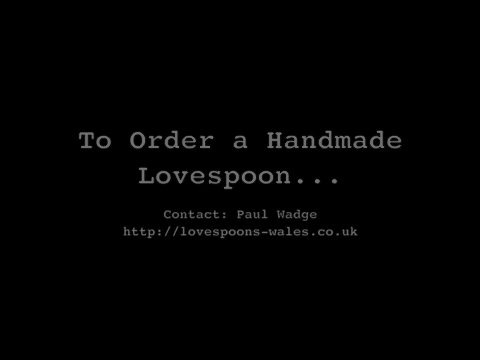 To Order a Handmade
Lovespoon...
Contact: Paul Wadge
http://lovespoons-wales.co.uk